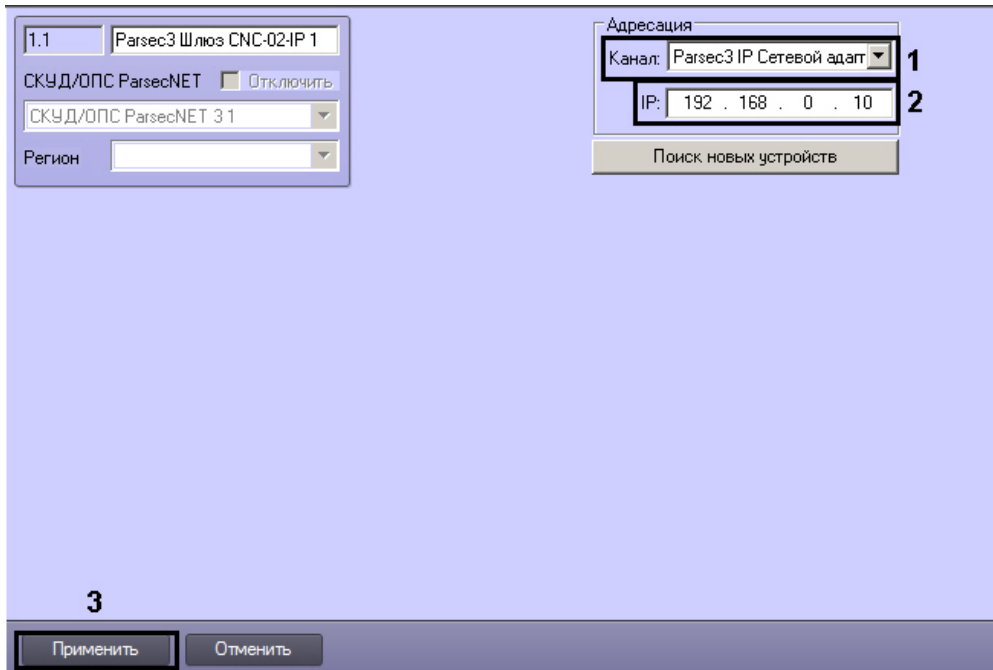 1.1 Parsec3 Шлюз CNC-02-IP 1
СКУД/ОПС ParsecNET Отключить
СКУД/ОПС ParsecNET 3 1
Регион
Адресация
Канал: Parsec3 IP Сетевой адапт 1
IP: 192 . 168 . 0 . 10 2
Поиск новых устройств
3
Применить Отменить